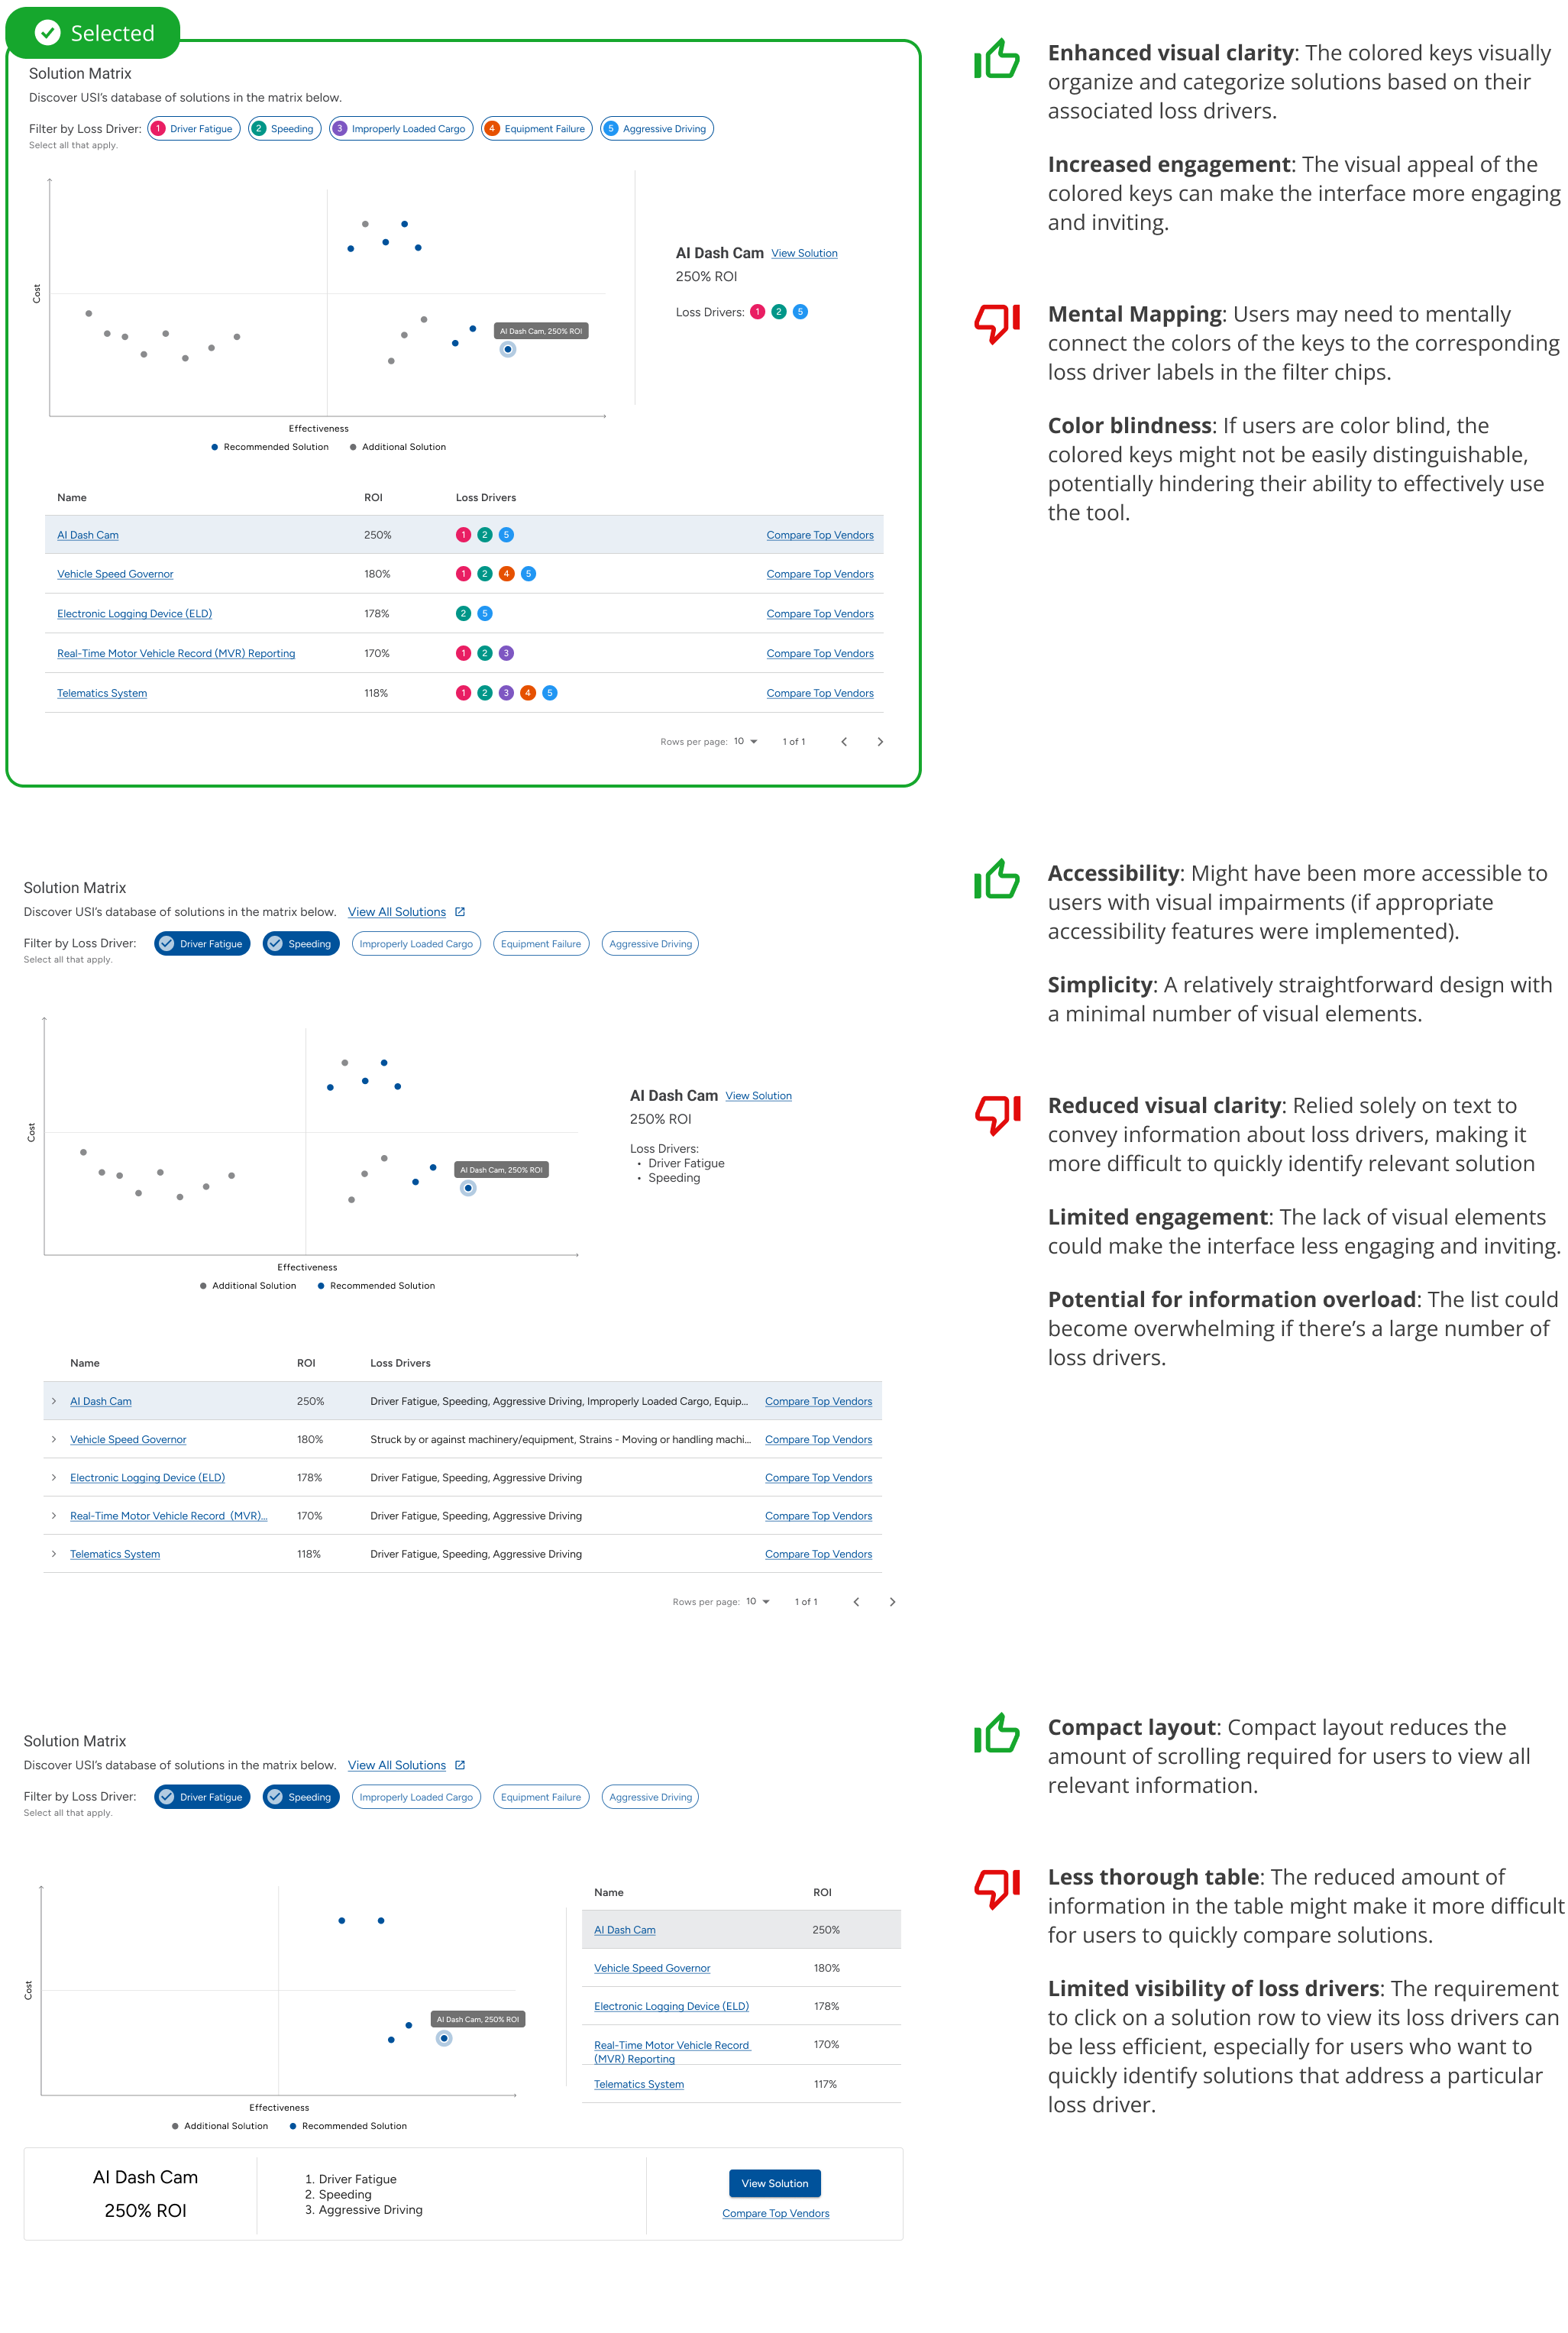 Selected
Solution Matrix
Discover USI's database of solutions in the matrix below.
Filter by Loss Driver: 1 Driver Fatigue 2 Speeding 3 Improperly Loaded Cargo 4 Equipment Failure 5 Aggressive Driving
Select all that apply.
Cost
AI Dash Cam, 250% ROI
Effectiveness
Recommended Solution Additional Solution
AI Dash Cam View Solution
250% ROI
Loss Drivers: 1 2 5
Name ROI Loss Drivers
AI Dash Cam 250% 1 2 5 Compare Top Vendors
Vehicle Speed Governor 180% 1 2 4 5 Compare Top Vendors
Electronic Logging Device (ELD) 178% 2 5 Compare Top Vendors
Real-Time Motor Vehicle Record (MVR) Reporting 170% 1 2 3 Compare Top Vendors
Telematics System 118% 1 2 3 4 5 Compare Top Vendors
Rows per page: 10 1 of 1
Enhanced visual clarity: The colored keys visually
organize and categorize solutions based on their
associated loss drivers.
Increased engagement: The visual appeal of the
colored keys can make the interface more engaging
and inviting.
Mental Mapping: Users may need to mentally
connect the colors of the keys to the corresponding
loss driver labels in the filter chips.
Color blindness: If users are color blind, the
colored keys might not be easily distinguishable,
potentially hindering their ability to effectively use
the tool.
Solution Matrix
Discover USI's database of solutions in the matrix below. View All Solutions
Filter by Loss Driver: Driver Fatigue Speeding Improperly Loaded Cargo Equipment Failure Aggressive Driving
Select all that apply.
Cost
AI Dash Cam, 250% ROI
Effectiveness
Additional Solution Recommended Solution
AI Dash Cam View Solution
250% ROI
Loss Drivers:
• Driver Fatigue
• Speeding
Name ROI Loss Drivers
AI Dash Cam 250% Driver Fatigue, Speeding, Aggressive Driving, Improperly Loaded Cargo, Equip... Compare Top Vendors
Vehicle Speed Governor 180% Struck by or against machinery/equipment, Strains - Moving or handling machi... Compare Top Vendors
Electronic Logging Device (ELD) 178% Driver Fatigue, Speeding, Aggressive Driving Compare Top Vendors
Real-Time Motor Vehicle Record (MVR)... 170% Driver Fatigue, Speeding, Aggressive Driving Compare Top Vendors
Telematics System 118% Driver Fatigue, Speeding, Aggressive Driving Compare Top Vendors
Rows per page: 10 1 of 1
Accessibility: Might have been more accessible to
users with visual impairments (if appropriate
accessibility features were implemented).
Simplicity: A relatively straightforward design with
a minimal number of visual elements.
Reduced visual clarity: Relied solely on text to
convey information about loss drivers, making it
more difficult to quickly identify relevant solution
Limited engagement: The lack of visual elements
could make the interface less engaging and inviting.
Potential for information overload: The list could
become overwhelming if there's a large number of
loss drivers.
Solution Matrix
Discover USI's database of solutions in the matrix below. View All Solutions
Filter by Loss Driver: Driver Fatigue Speeding Improperly Loaded Cargo Equipment Failure Aggressive Driving
Select all that apply.
Cost
AI Dash Cam, 250% ROI
Effectiveness
Additional Solution Recommended Solution
Name ROI
AI Dash Cam 250%
Vehicle Speed Governor 180%
Electronic Logging Device (ELD) 178%
Real-Time Motor Vehicle Record 170%
(MVR) Reporting
Telematics System 117%
AI Dash Cam
250% ROI
1. Driver Fatigue
2. Speeding
3. Aggressive Driving
View Solution
Compare Top Vendors
Compact layout: Compact layout reduces the
amount of scrolling required for users to view all
relevant information.
Less thorough table: The reduced amount of
information in the table might make it more difficult
for users to quickly compare solutions.
Limited visibility of loss drivers: The requirement
to click on a solution row to view its loss drivers can
be less efficient, especially for users who want to
quickly identify solutions that address a particular
loss driver.